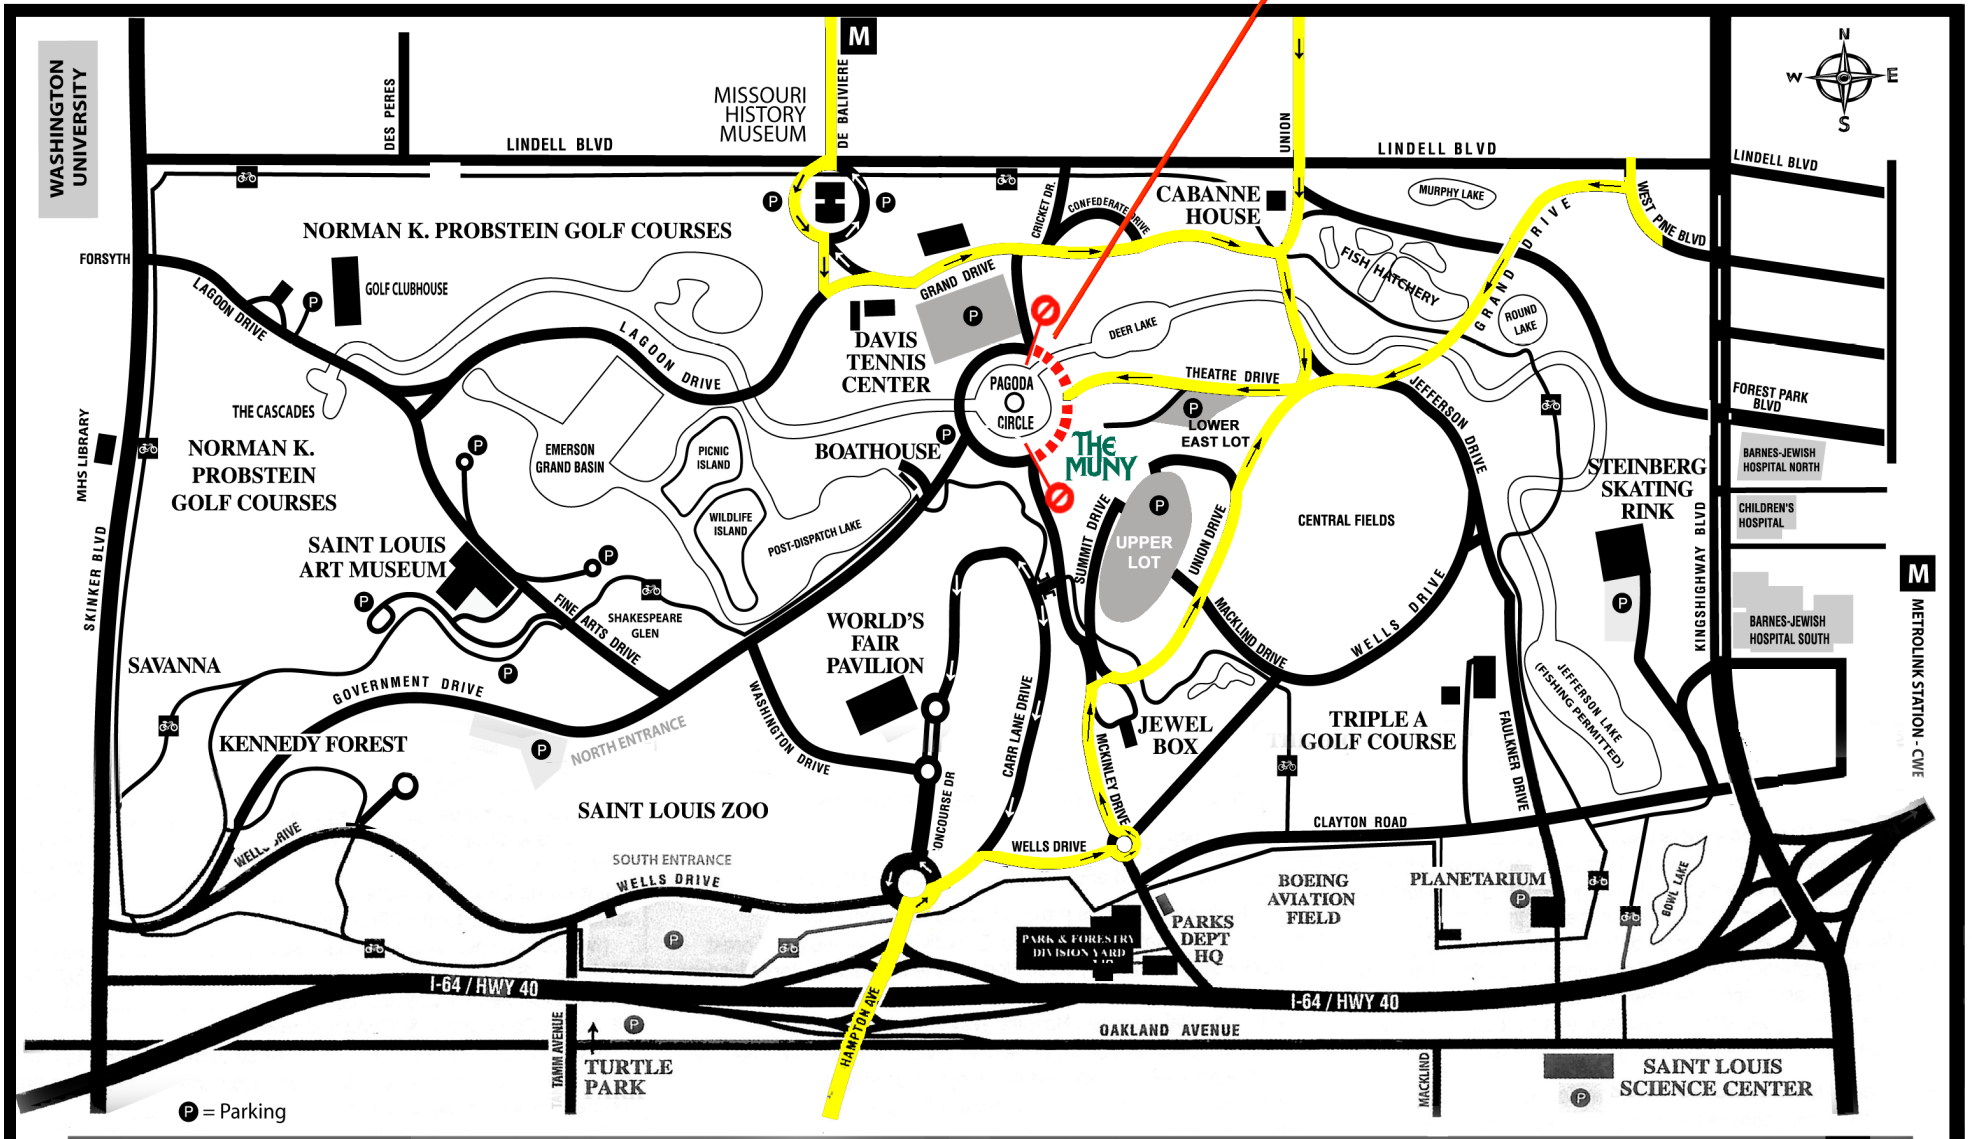 WASHINGTON
UNIVERSITY
DES PERES
LINDELL BLVD
MISSOURI
HISTORY
MUSEUM
DE BALIVIERE
M
UNION
LINDELL BLVD
LINDELL BLVD
N
W E
S
P
P
CRICKET DR.
CONFEDERATE DRIVE
CABANNE
HOUSE
MURPHY LAKE
WEST PINE BLVD
GRAND DRIVE
FISH HATCHERY
ROUND
LAKE
NORMAN K. PROBSTEIN GOLF COURSES
FORSYTH
LAGOON DRIVE
P
GOLF CLUBHOUSE
GRAND DRIVE
P
DAVIS
TENNIS
CENTER
LAGOON DRIVE
DEER LAKE
PAGODA
CIRCLE
THEATRE DRIVE
P
LOWER
EAST LOT
THE
MUNY
JEFFERSON DRIVE
FOREST PARK
BLVD
THE CASCADES
MHS LIBRARY
NORMAN K.
PROBSTEIN
GOLF COURSES
P
EMERSON
GRAND BASIN
PICNIC
ISLAND
WILDLIFE
ISLAND
BOATHOUSE
P
POST-DISPATCH LAKE
SUMMIT DRIVE
P
UPPER
LOT
UNION DRIVE
CENTRAL FIELDS
STEINBERG
SKATING
RINK
P
KINGSHIGHWAY BLVD
BARNES-JEWISH
HOSPITAL NORTH
CHILDREN'S
HOSPITAL
BARNES-JEWISH
HOSPITAL SOUTH
M
METROLINK STATION - CWE
SKINKER BLVD
SAINT LOUIS
ART MUSEUM
P
P
P
FINE ARTS DRIVE
SHAKESPEARE
GLEN
WORLD'S
FAIR
PAVILION
MACKLIND DRIVE
WELLS DRIVE
SAVANNA
GOVERNMENT DRIVE
KENNEDY FOREST
P
NORTH ENTRANCE
WASHINGTON DRIVE
CARR LANE DRIVE
MCKINLEY DRIVE
JEWEL
BOX
TRIPLE A
GOLF COURSE
FAULKNER DRIVE
JEFFERSON LAKE
(FISHING PERMITTED)
SAINT LOUIS ZOO
WELLS DRIVE
SOUTH ENTRANCE
WELLS DRIVE
P
ONCOURSE DR
WELLS DRIVE
CLAYTON ROAD
BOEING
AVIATION
FIELD
PLANETARIUM
P
BOWL LAKE
PARK & FORESTRY
DIVISION YARD
PARKS
DEPT
HQ
I-64 / HWY 40
I-64 / HWY 40
HAMPTON AVE
OAKLAND AVENUE
TAMM AVENUE
P
TURTLE
PARK
MACKLIND
SAINT LOUIS
SCIENCE CENTER
P
P = Parking